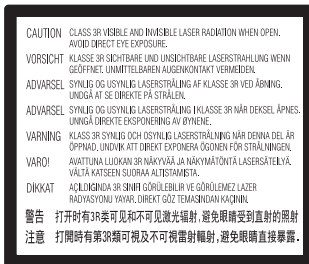 CAUTION CLASS 3R VISIBLE AND INVISIBLE LASER RADIATION WHEN OPEN.
AVOID DIRECT EYE EXPOSURE.
VORSICHT KLASSE 3R SICHTBARE UND UNSICHTBARE LASERSTRAHLUNG WENN
GEÖFFNET. UNMITTELBAREN AUGENKONTAKT VERMEIDEN.
ADVARSEL SYNLIG OG USYNLIG LASERSTRÅLING AF KLASSE 3R VED ÅBNING.
UNDGÅ AT SE DIREKTE PÅ STRÅLEN.
ADVARSEL SYNLIG OG USYNLIG LASERSTRÅLING I KLASSE 3R NÅR DEKSEL ÅPNES.
UNNGÅ DIREKTE EKSPONERING AV ØYNENE.
VARNING KLASS 3R SYNLIG OCH OSYNLIG LASERSTRÅLNING NÄR DENNA DEL ÄR
ÖPPNAD. UNDVIK ATT DIREKT EXPONERA ÖGONEN FÖR STRÅLNINGEN.
VARO! AVATTUNA LUOKAN 3R NÄKYVÄÄ JA NÄKYMÄTÖNTÄ LASERSÄTEILYÄ.
VÄLTÄ KATSEEN SUORAA ALTISTAMISTA.
DİKKAT AÇILDIĞINDA 3R SINIFI GÖRÜLEBİLİR VE GÖRÜLEMEZ LAZER
RADYASYONU YAYAR. DİREKT GÖZ TEMASINDAN KAÇININ.
警告 打开时有3R类可见和不可见激光辐射,避免眼睛受到直射的照射
注意 打開時有第3R類可視及不可視雷射輻射,避免眼睛直接暴露。